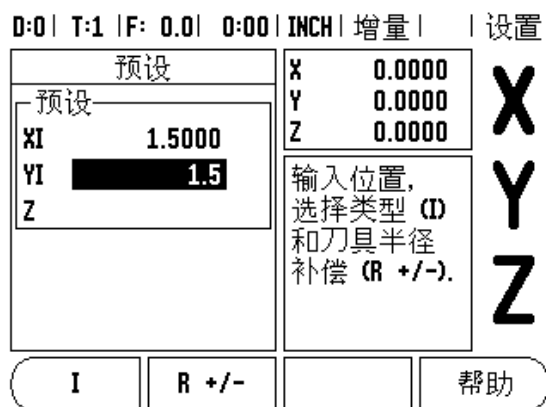 D:0 | T:1 | F: 0.0 | 0:00 | INCH | 增量 | | 设置
预设
预设
XI 1.5000
YI 1.5
Z
X 0.0000
Y 0.0000
Z 0.0000
输入位置,
选择类型 (I)
和刀具半径
补偿 (R +/-).
X
Y
Z
I
R +/-
帮助